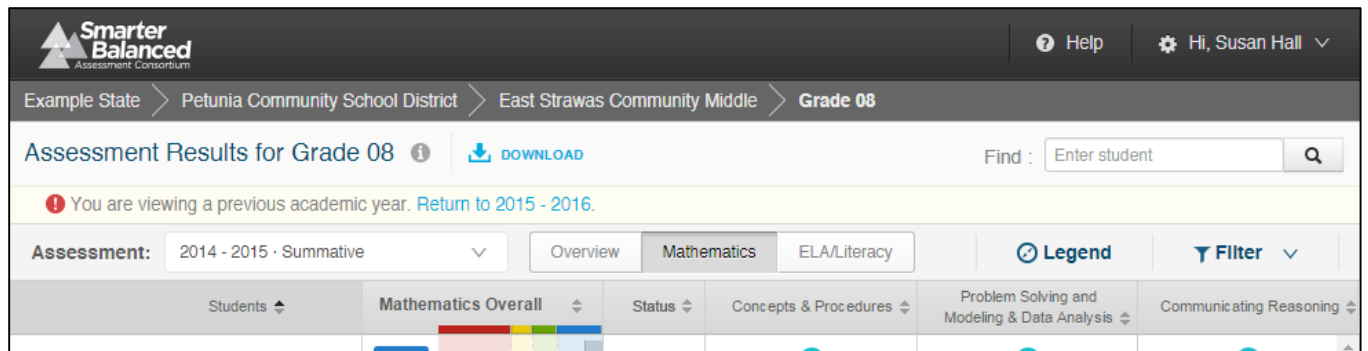 Smarter
Balanced
Assessment Consortium
Help
Hi, Susan Hall
Example State
Petunia Community School District
East Strawas Community Middle
Grade 08
Assessment Results for Grade 08
DOWNLOAD
Find :
Enter student
You are viewing a previous academic year. Return to 2015 - 2016.
Assessment:
2014 - 2015 · Summative
Overview
Mathematics
ELA/Literacy
Legend
Filter
Students
Mathematics Overall
Status
Concepts & Procedures
Problem Solving and
Modeling & Data Analysis
Communicating Reasoning